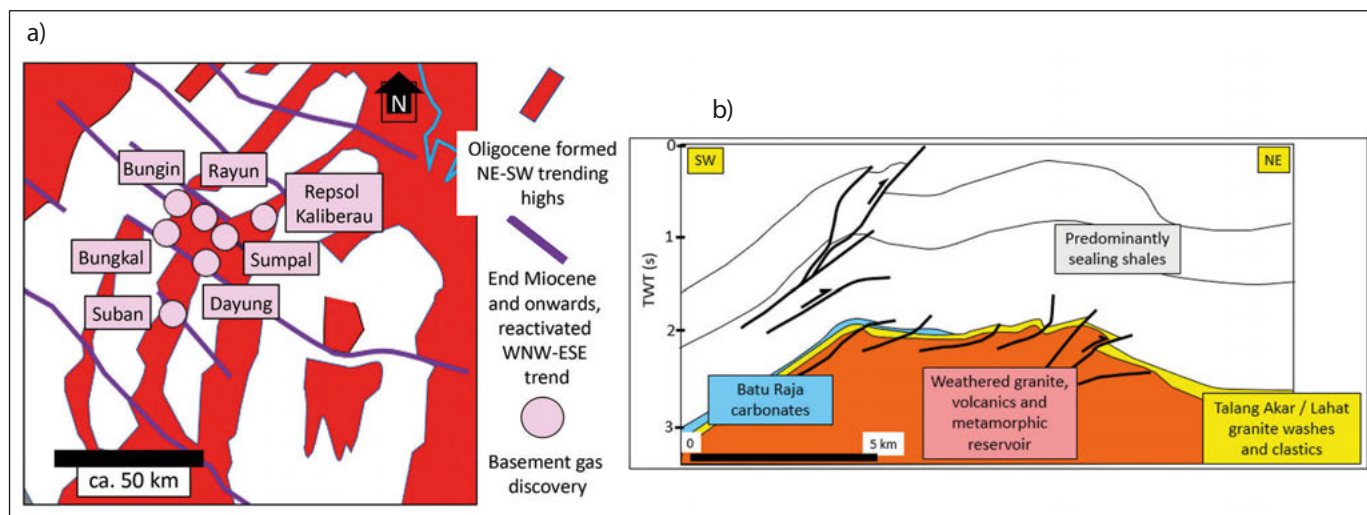 a)
N
Bungin
Rayun
Repsol
Kaliberau
Bungkal
Sumpal
Suban
Dayung
ca. 50 km
Oligocene formed
NE-SW trending
highs
End Miocene
and onwards,
reactivated
WNW-ESE
trend
Basement gas
discovery
b)
SW
NE
0
1
2
3
TWT (s)
Predominantly
sealing shales
Batu Raja
carbonates
Weathered granite,
volcanics and
metamorphic
reservoir
Talang Akar / Lahat
granite washes
and clastics
0
5 km